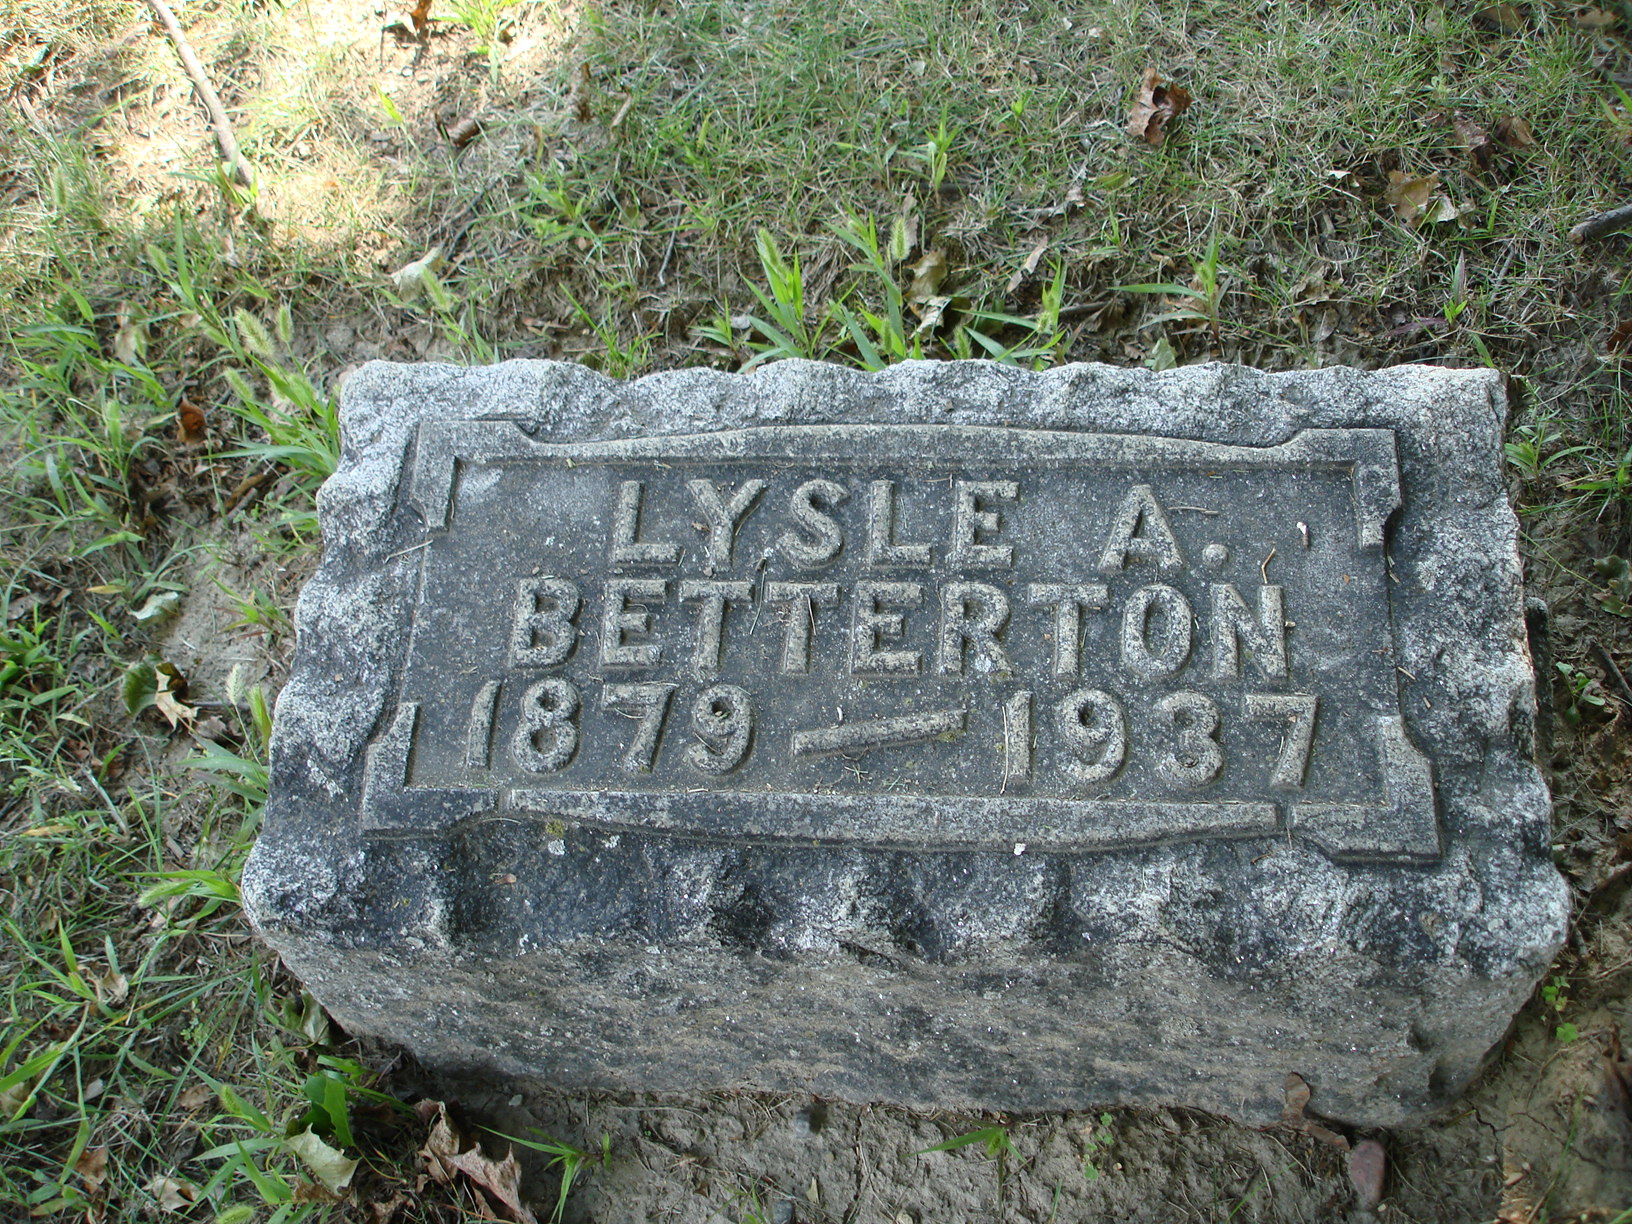 LYSLE A.
BETTERTON
1879 — 1937